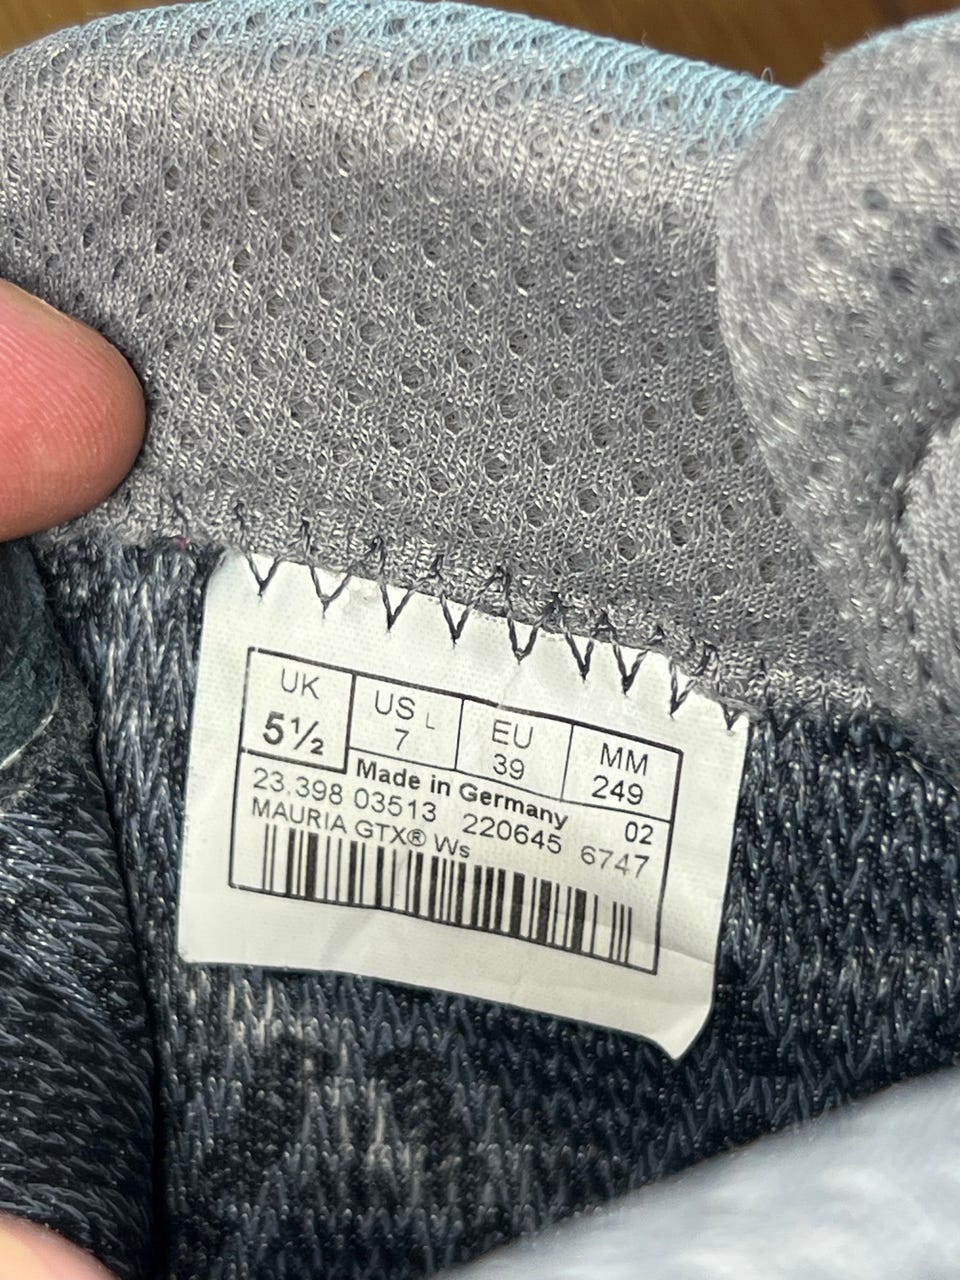 UK US L EU MM
5½ 7 39 249
Made in Germany 02
23.398 03513 220645 6747
MAURIA GTX® Ws